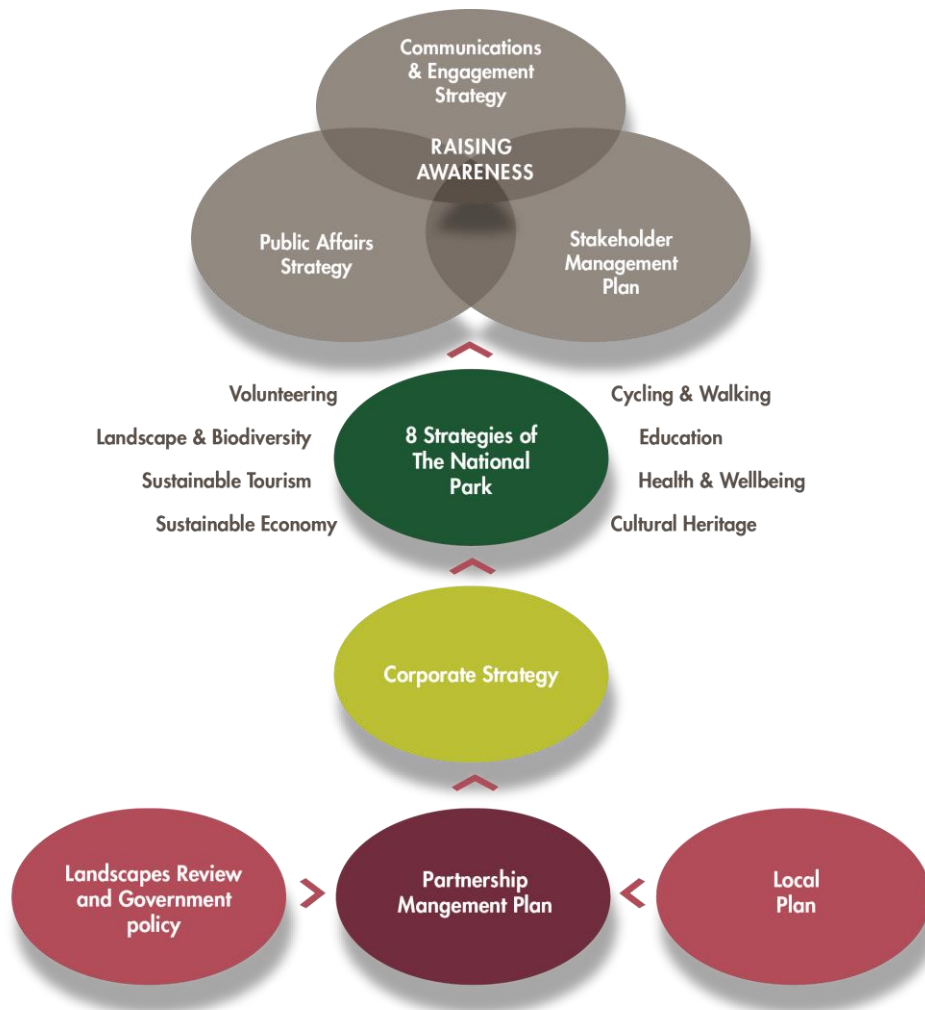 Communications
& Engagement
Strategy
RAISING
AWARENESS
Public Affairs
Strategy
Stakeholder
Management
Plan
Volunteering
Landscape & Biodiversity
Sustainable Tourism
Sustainable Economy
8 Strategies of
The National
Park
Cycling & Walking
Education
Health & Wellbeing
Cultural Heritage
Corporate Strategy
Landscapes Review
and Government
policy
Partnership
Mangement Plan
Local
Plan